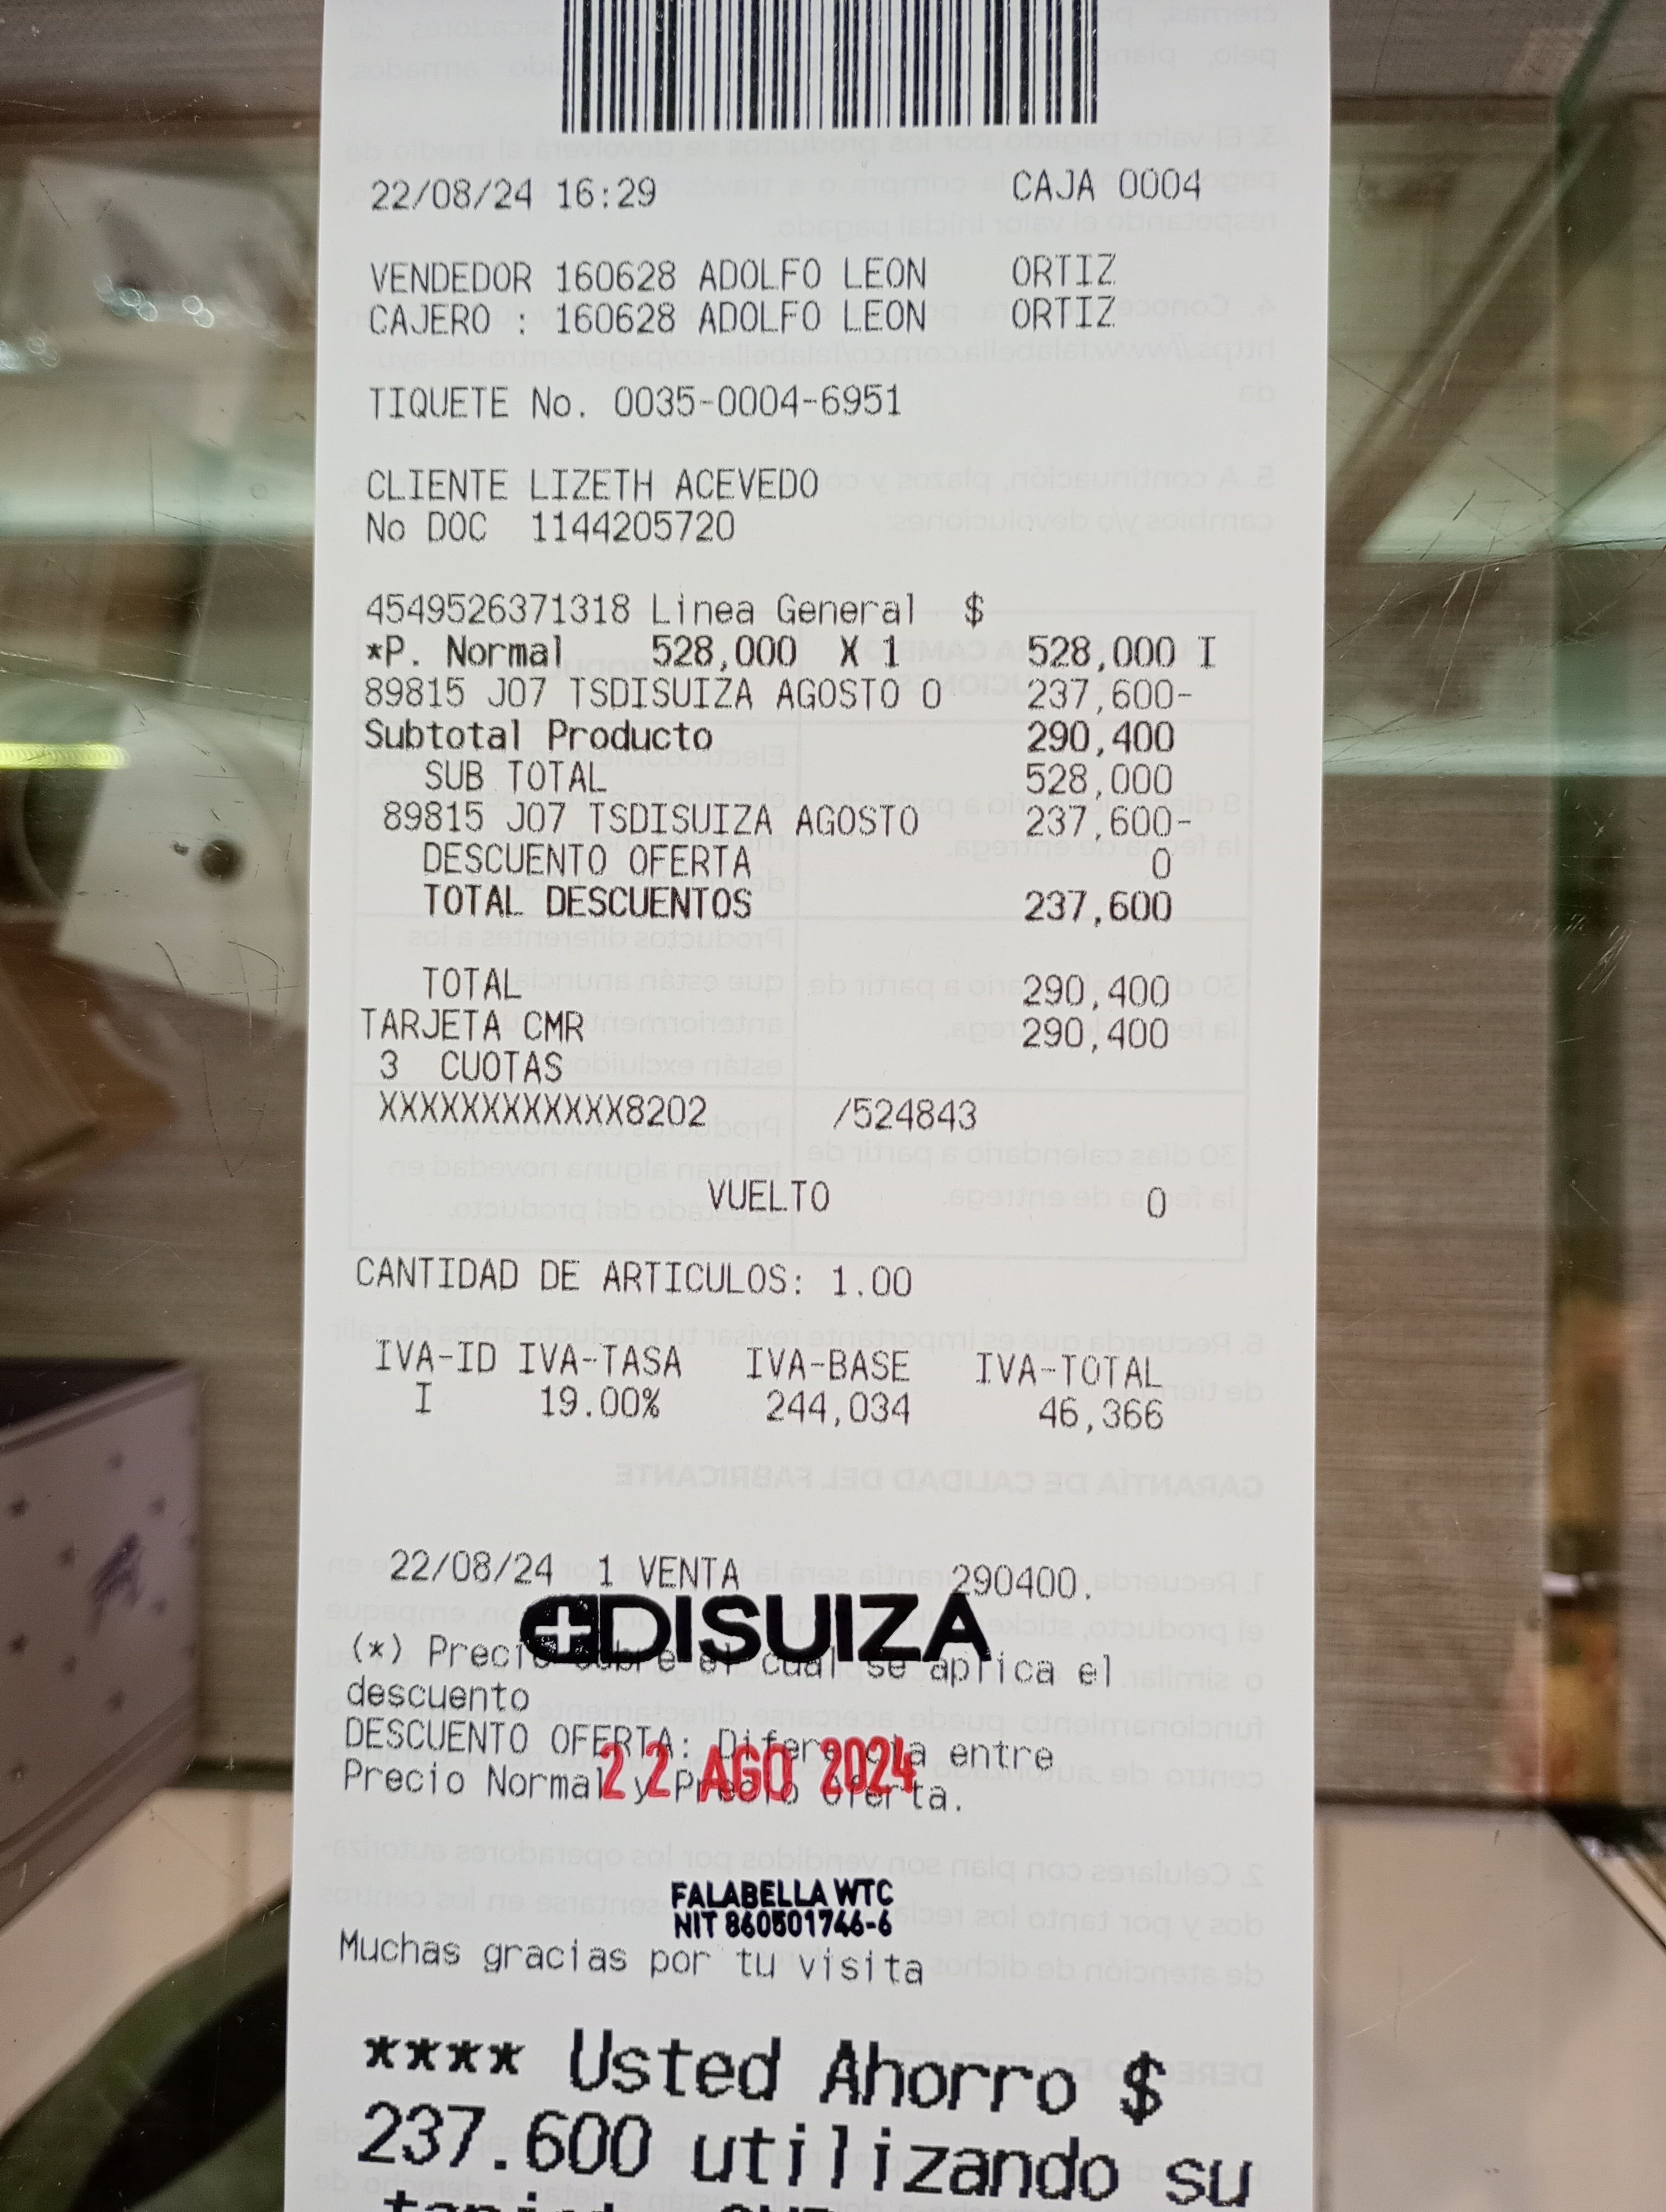 22/08/24 16:29 CAJA 0004
VENDEDOR 160628 ADOLFO LEON ORTIZ
CAJERO : 160628 ADOLFO LEON ORTIZ
TIQUETE No. 0035-0004-6951
CLIENTE LIZETH ACEVEDO
No DOC 1144205720
4549526371318 Linea General $
*P. Normal 528,000 X 1 528,000 I
89815 J07 TSDISUIZA AGOSTO O 237,600-
Subtotal Producto 290,400
SUB TOTAL 528,000
89815 J07 TSDISUIZA AGOSTO 237,600-
DESCUENTO OFERTA 0
TOTAL DESCUENTOS 237,600
TOTAL 290,400
TARJETA CMR 290,400
3 CUOTAS
XXXXXXXXXXXX8202 /524843
VUELTO 0
CANTIDAD DE ARTICULOS: 1.00
IVA-ID IVA-TASA IVA-BASE IVA-TOTAL
I 19.00% 244,034 46,366
22/08/24 1 VENTA 290400.
DISUIZA
(*) Precio sobre el cual se aplica el
descuento
DESCUENTO OFERTA: Diferencia entre
Precio Normal y Precio Oferta.
22 AGO 2024
FALABELLA WTC
NIT 860501746-6
Muchas gracias por tu visita
**** Usted Ahorro $
237.600 utilizando su